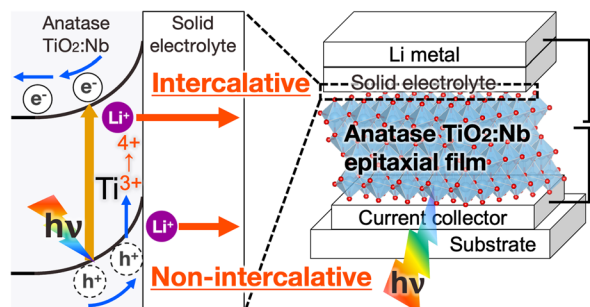 Anatase
TiO2:Nb
Solid
electrolyte
e-
e-
Intercalative
Li+
4+
↑
Ti3+
hν
Li+
h+
h+
Non-intercalative
Li metal
Solid electrolyte
Anatase TiO2:Nb
epitaxial film
Current collector
Substrate
hν